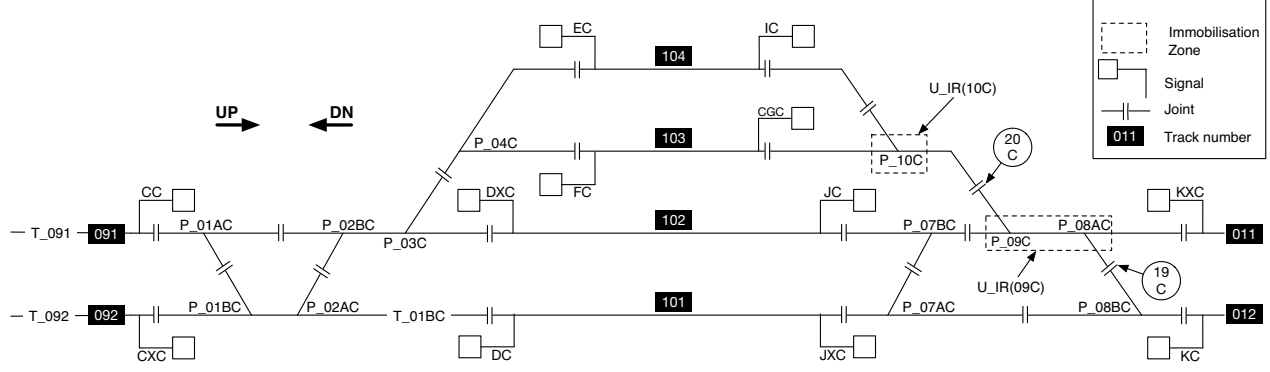 EC
IC
104
Immobilisation
Zone
Signal
Joint
011 Track number
U_IR(10C)
UP
DN
CGC
103
P_04C
P_10C
20
C
FC
CC
DXC
JC
KXC
102
T_091 091
P_01AC
P_02BC
P_03C
P_07BC
P_09C
P_08AC
011
U_IR(09C)
19
C
101
T_092 092
P_01BC
P_02AC
T_01BC
P_07AC
P_08BC
012
CXC
DC
JXC
KC